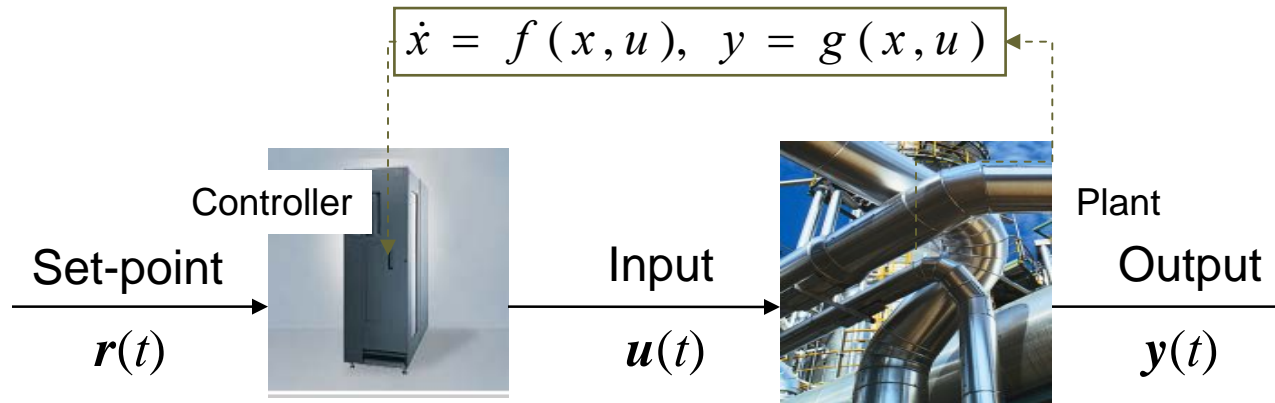 ẋ = f(x,u), y = g(x,u)
Controller
Plant
Set-point
Input
Output
r(t)
u(t)
y(t)